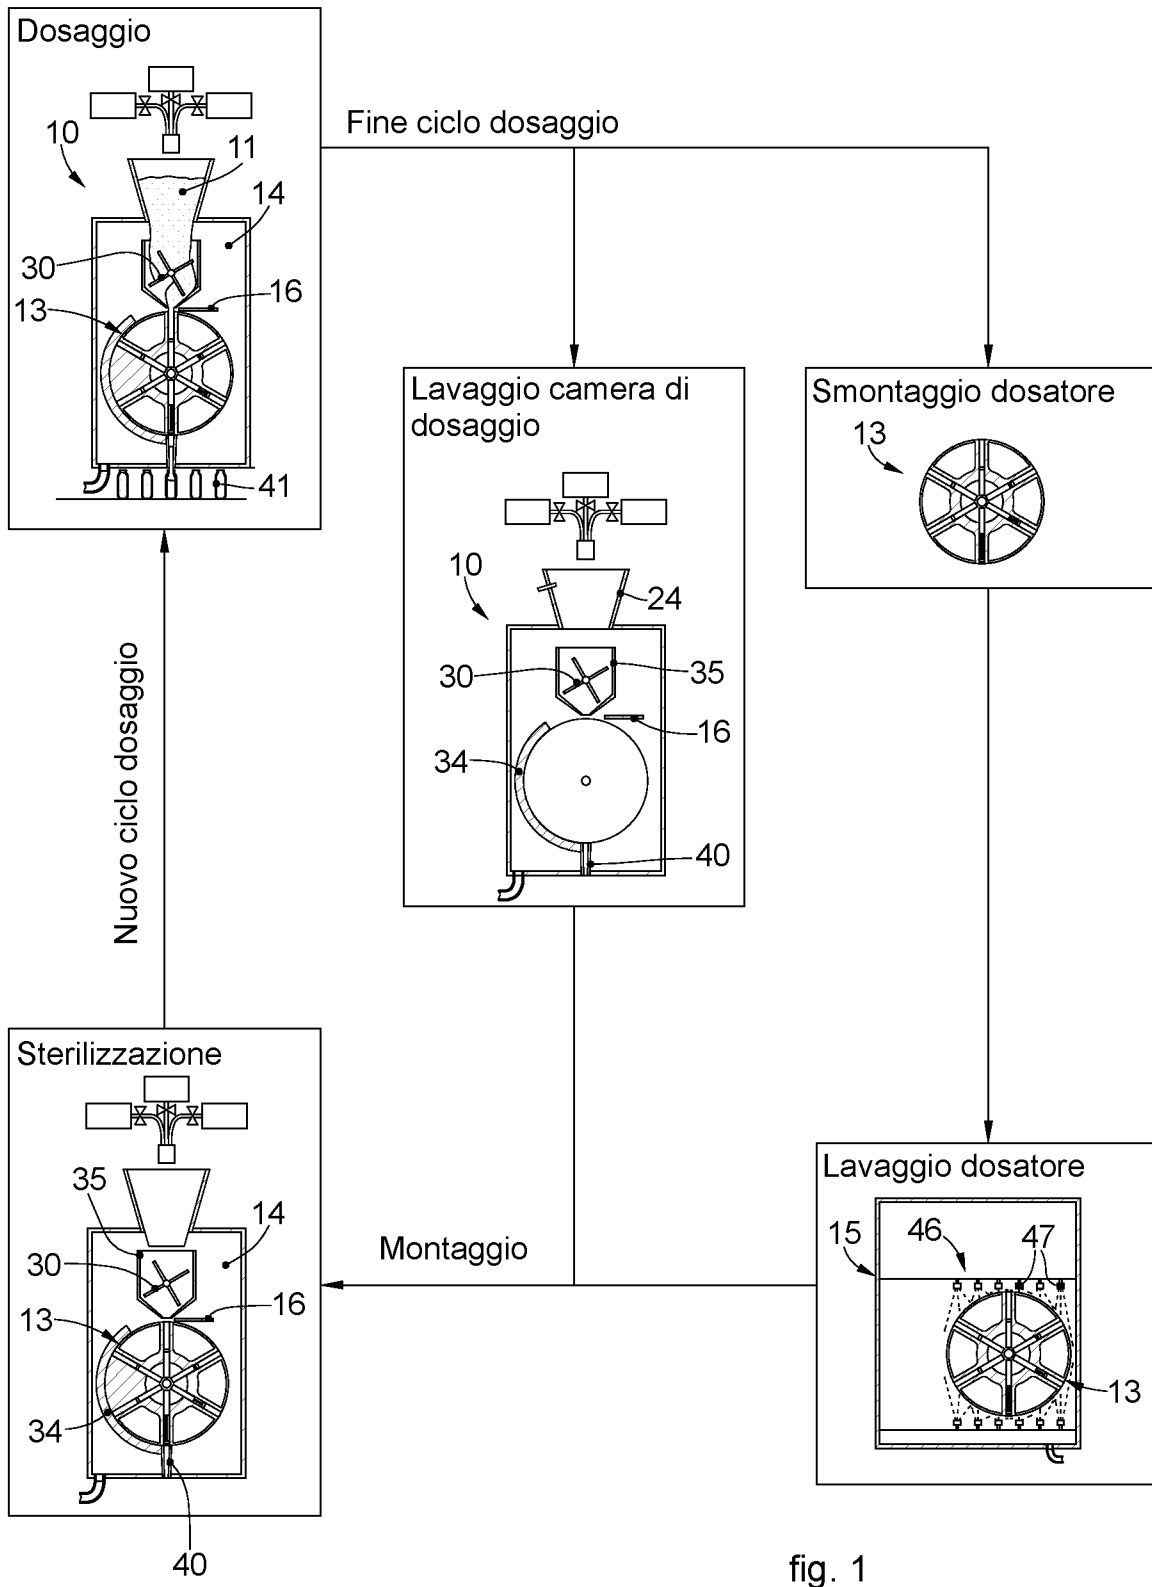 Dosaggio
10
11
14
30
16
13
41
Fine ciclo dosaggio
Lavaggio camera di
dosaggio
10
24
30
35
16
34
40
Smontaggio dosatore
13
Nuovo ciclo dosaggio
Sterilizzazione
35
14
30
16
13
34
40
Montaggio
Lavaggio dosatore
15
46
47
13
fig. 1